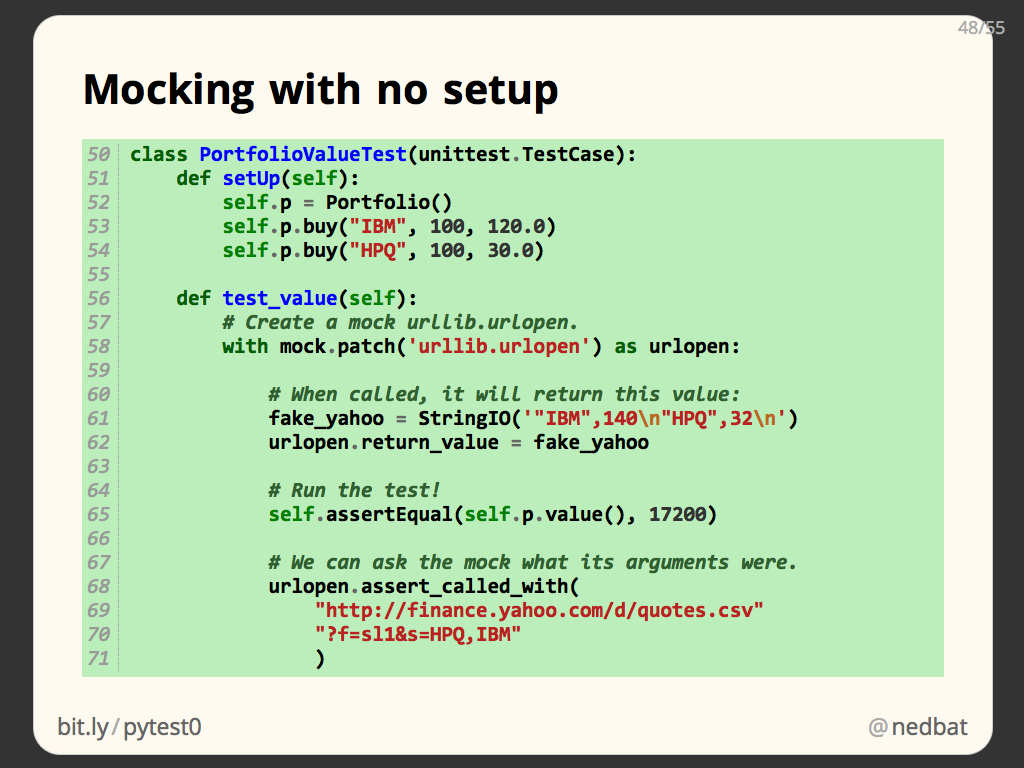 48/55
Mocking with no setup
50 class PortfolioValueTest(unittest.TestCase):
51     def setUp(self):
52         self.p = Portfolio()
53         self.p.buy("IBM", 100, 120.0)
54         self.p.buy("HPQ", 100, 30.0)
55
56     def test_value(self):
57         # Create a mock urllib.urlopen.
58         with mock.patch('urllib.urlopen') as urlopen:
59
60             # When called, it will return this value:
61             fake_yahoo = StringIO('"IBM",140\n"HPQ",32\n')
62             urlopen.return_value = fake_yahoo
63
64             # Run the test!
65             self.assertEqual(self.p.value(), 17200)
66
67             # We can ask the mock what its arguments were.
68             urlopen.assert_called_with(
69                 "http://finance.yahoo.com/d/quotes.csv"
70                 "?f=sl1&s=HPQ,IBM"
71                 )
bit.ly/pytest0
@nedbat